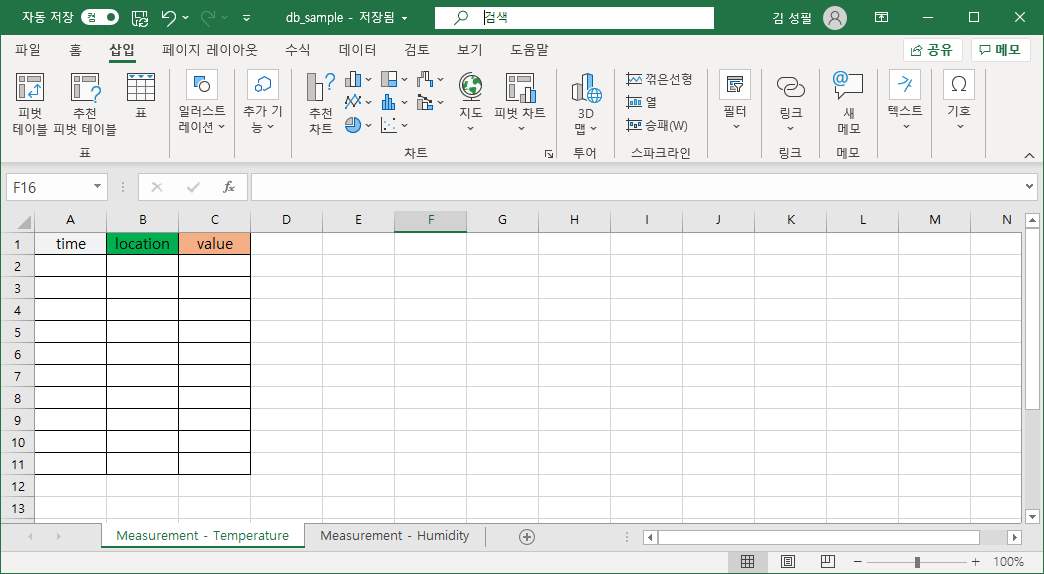 자동 저장 켬 db_sample - 저장됨 검색 김 성필
파일 홈 삽입 페이지 레이아웃 수식 데이터 검토 보기 도움말 공유 메모
피벗 테이블
추천 피벗 테이블
표
일러스트레이션
추가 기능
추천 차트
지도
피벗 차트
3D 맵
꺾은선형
열
승패(W)
필터
링크
새 메모
텍스트
기호
표 차트 투어 스파크라인 링크 메모
F16 fx
A B C D E F G H I J K L M N
1 time location value
2
3
4
5
6
7
8
9
10
11
12
13
Measurement - Temperature Measurement - Humidity
100%